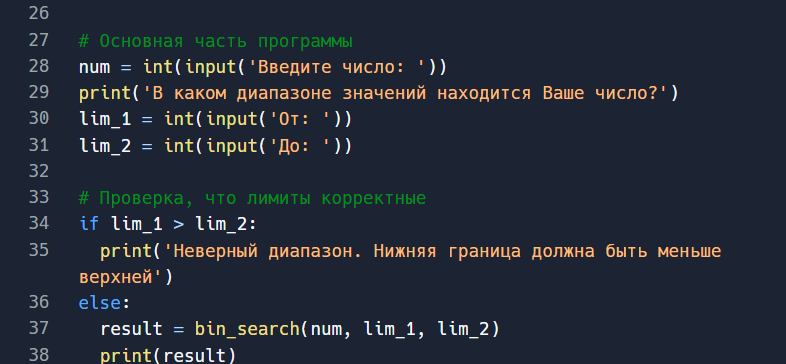 26
27 # Основная часть программы
28 num = int(input('Введите число: '))
29 print('В каком диапазоне значений находится Ваше число?')
30 lim_1 = int(input('От: '))
31 lim_2 = int(input('До: '))
32
33 # Проверка, что лимиты корректные
34 if lim_1 > lim_2:
35   print('Неверный диапазон. Нижняя граница должна быть меньше
верхней')
36 else:
37   result = bin_search(num, lim_1, lim_2)
38   print(result)